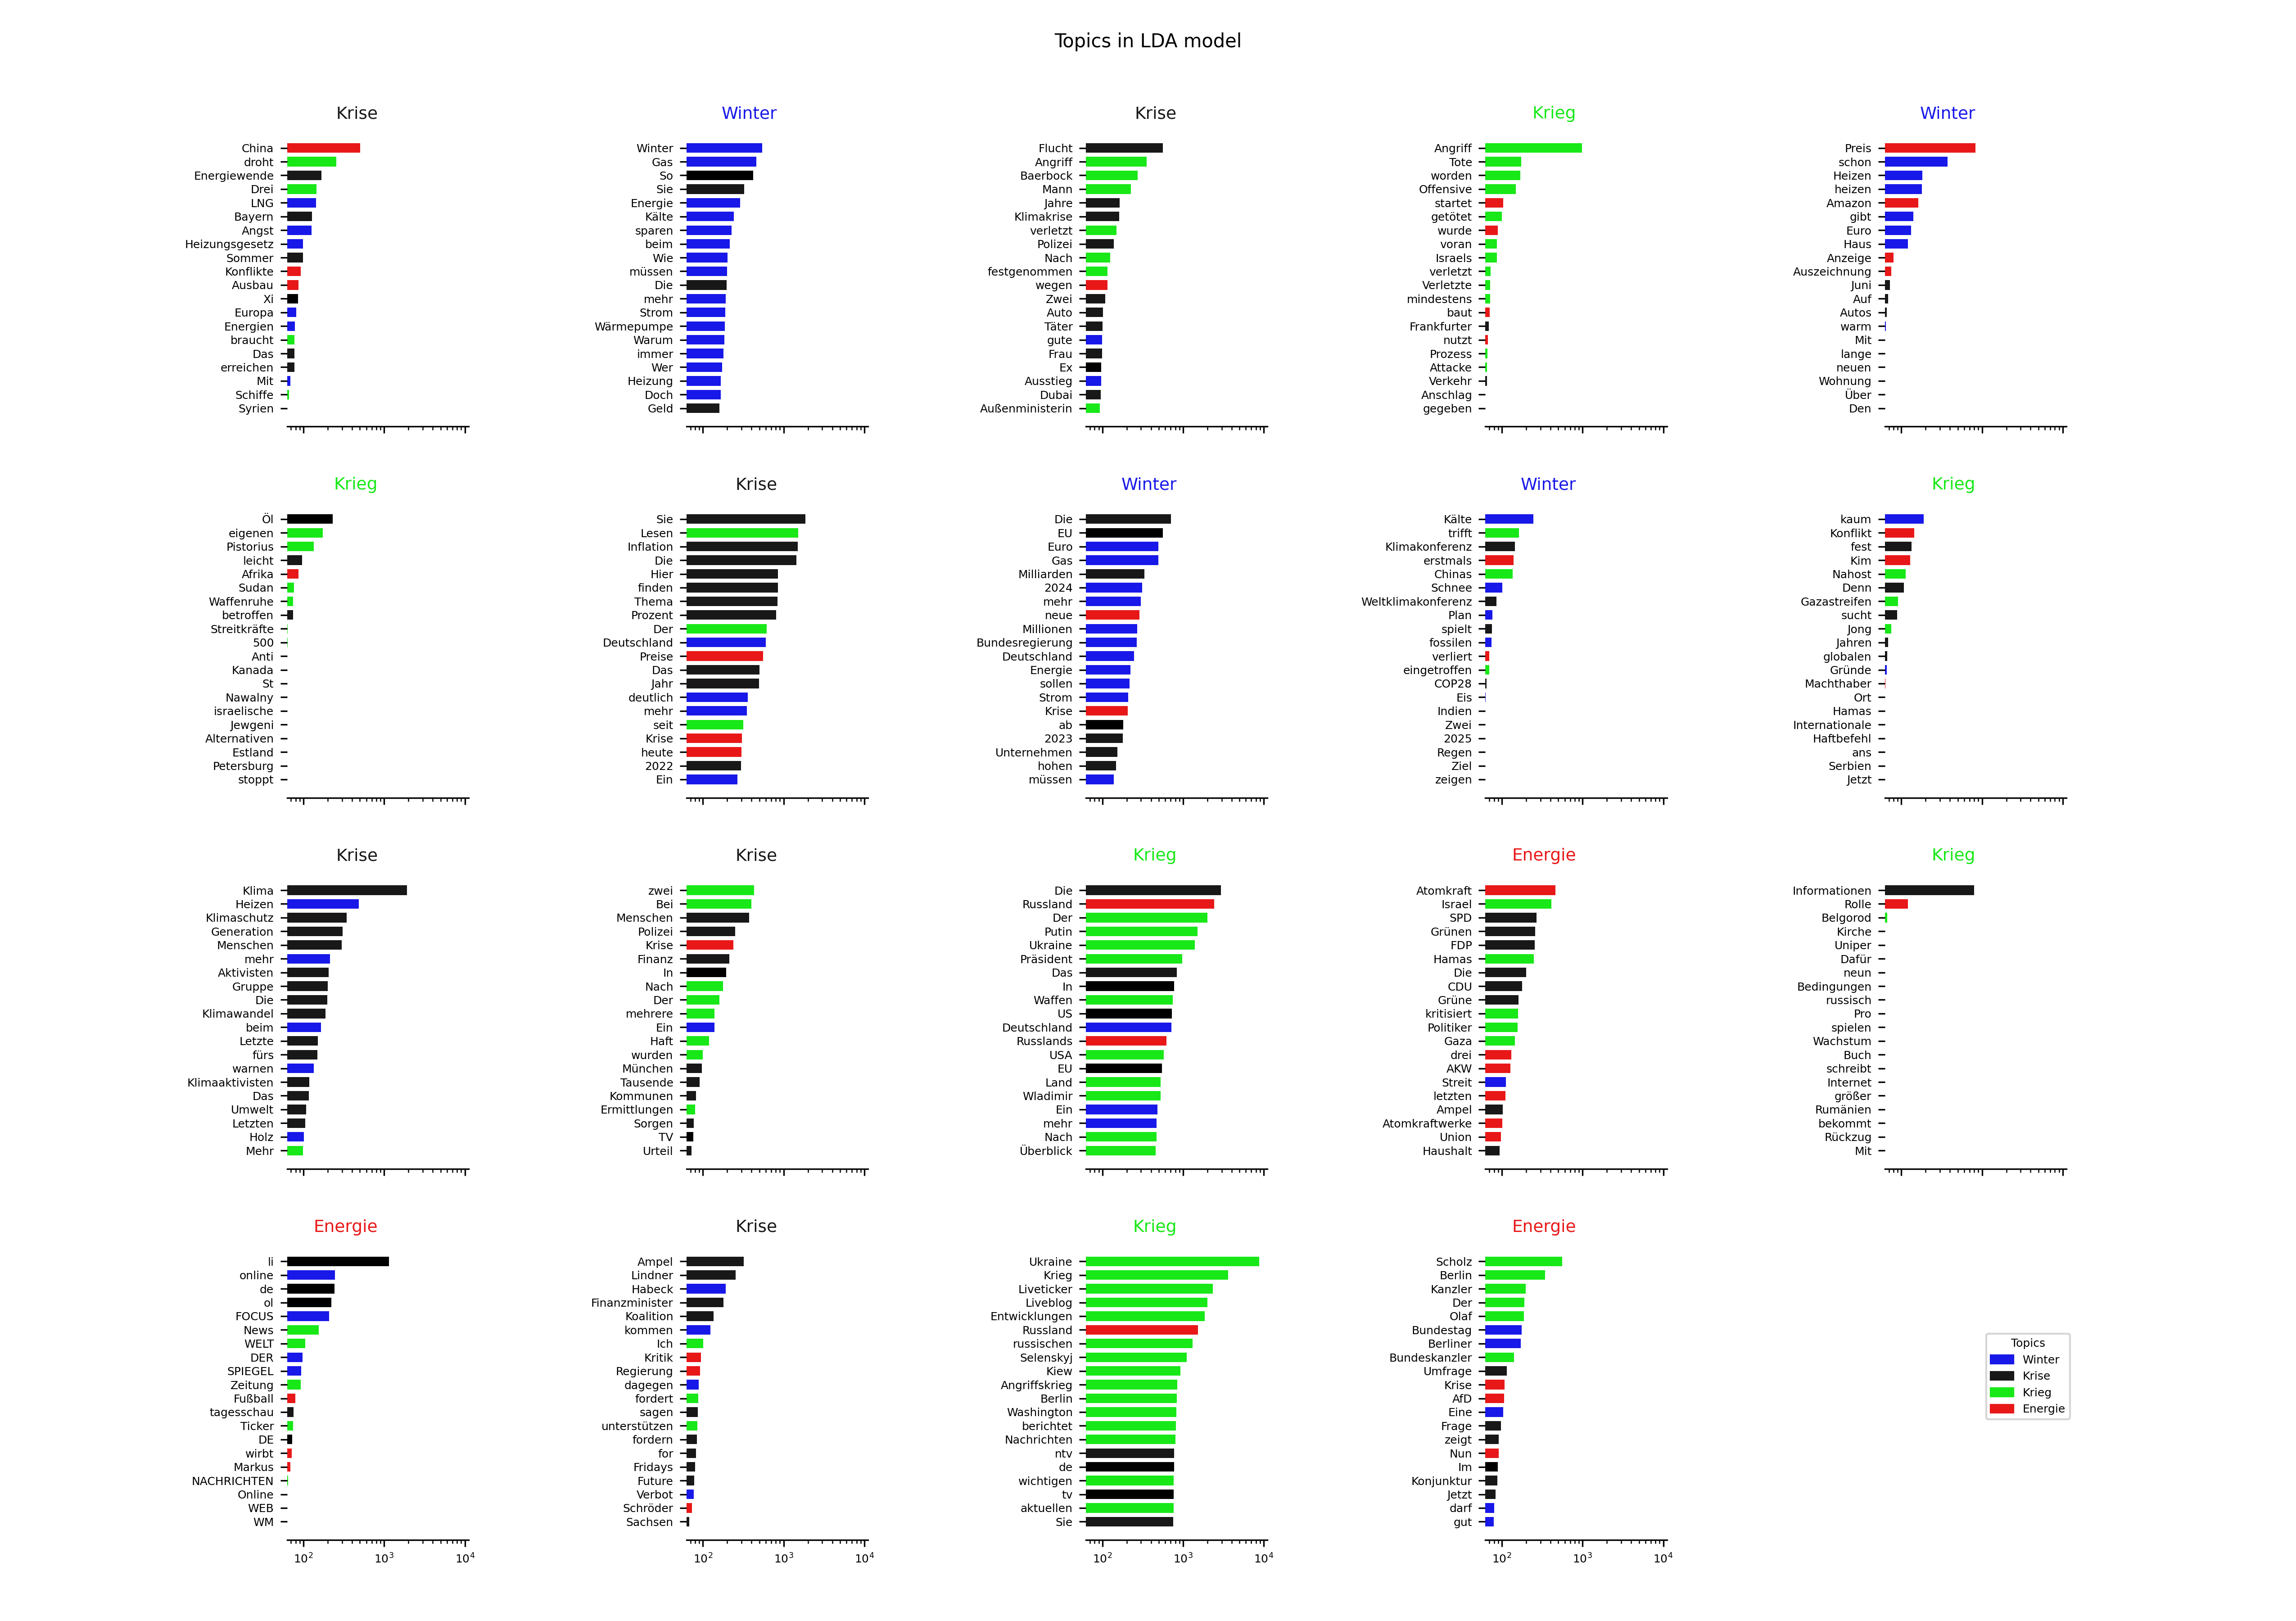 Topics in LDA model
Krise
China
droht
Energiewende
Drei
LNG
Bayern
Angst
Heizungsgesetz
Sommer
Konflikte
Ausbau
Xi
Europa
Energien
braucht
Das
erreichen
Mit
Schiffe
Syrien
Winter
Winter
Gas
So
Sie
Energie
Kälte
sparen
beim
Wie
müssen
Die
mehr
Strom
Wärmepumpe
Warum
immer
Wer
Heizung
Doch
Geld
Krise
Flucht
Angriff
Baerbock
Mann
Jahre
Klimakrise
verletzt
Polizei
Nach
festgenommen
wegen
Zwei
Auto
Täter
gute
Frau
Ex
Ausstieg
Dubai
Außenministerin
Krieg
Angriff
Tote
worden
Offensive
startet
getötet
wurde
voran
Israels
verletzt
Verletzte
mindestens
baut
Frankfurter
nutzt
Prozess
Attacke
Verkehr
Anschlag
gegeben
Winter
Preis
schon
Heizen
heizen
Amazon
gibt
Euro
Haus
Anzeige
Auszeichnung
Juni
Auf
Autos
warm
Mit
lange
neuen
Wohnung
Über
Den
Krieg
Öl
eigenen
Pistorius
leicht
Afrika
Sudan
Waffenruhe
betroffen
Streitkräfte
500
Anti
Kanada
St
Nawalny
israelische
Jewgeni
Alternativen
Estland
Petersburg
stoppt
Krise
Sie
Lesen
Inflation
Die
Hier
finden
Thema
Prozent
Der
Deutschland
Preise
Das
Jahr
deutlich
mehr
seit
Krise
heute
2022
Ein
Winter
Die
EU
Euro
Gas
Milliarden
2024
mehr
neue
Millionen
Bundesregierung
Deutschland
Energie
sollen
Strom
Krise
ab
2023
Unternehmen
hohen
müssen
Winter
Kälte
trifft
Klimakonferenz
erstmals
Chinas
Schnee
Weltklimakonferenz
Plan
spielt
fossilen
verliert
eingetroffen
COP28
Eis
Indien
Zwei
2025
Regen
Ziel
zeigen
Krieg
kaum
Konflikt
fest
Kim
Nahost
Denn
Gazastreifen
sucht
Jong
Jahren
globalen
Gründe
Machthaber
Ort
Hamas
Internationale
Haftbefehl
ans
Serbien
Jetzt
Krise
Klima
Heizen
Klimaschutz
Generation
Menschen
mehr
Aktivisten
Gruppe
Die
Klimawandel
beim
Letzte
fürs
warnen
Klimaaktivisten
Das
Umwelt
Letzten
Holz
Mehr
Krise
zwei
Bei
Menschen
Polizei
Krise
Finanz
In
Nach
Der
mehrere
Ein
Haft
wurden
München
Tausende
Kommunen
Ermittlungen
Sorgen
TV
Urteil
Krieg
Die
Russland
Der
Putin
Ukraine
Präsident
Das
In
Waffen
US
Deutschland
Russlands
USA
EU
Land
Wladimir
Ein
mehr
Nach
Überblick
Energie
Atomkraft
Israel
SPD
Grünen
FDP
Hamas
Die
CDU
Grüne
kritisiert
Politiker
Gaza
drei
AKW
Streit
letzten
Ampel
Atomkraftwerke
Union
Haushalt
Krieg
Informationen
Rolle
Belgorod
Kirche
Uniper
Dafür
neun
Bedingungen
russisch
Pro
spielen
Wachstum
Buch
schreibt
Internet
größer
Rumänien
bekommt
Rückzug
Mit
Energie
li
online
de
ol
FOCUS
News
WELT
DER
SPIEGEL
Zeitung
Fußball
tagesschau
Ticker
DE
wirbt
Markus
NACHRICHTEN
Online
WEB
WM
10² 10³ 10⁴
Krise
Ampel
Lindner
Habeck
Finanzminister
Koalition
kommen
Ich
Kritik
Regierung
dagegen
fordert
sagen
unterstützen
fordern
for
Fridays
Future
Verbot
Schröder
Sachsen
10² 10³ 10⁴
Krieg
Ukraine
Krieg
Liveticker
Liveblog
Entwicklungen
Russland
russischen
Selenskyj
Kiew
Angriffskrieg
Berlin
Washington
berichtet
Nachrichten
ntv
de
wichtigen
tv
aktuellen
Sie
10² 10³ 10⁴
Energie
Scholz
Berlin
Kanzler
Der
Olaf
Bundestag
Berliner
Bundeskanzler
Umfrage
Krise
AfD
Eine
Frage
zeigt
Nun
Im
Konjunktur
Jetzt
darf
gut
10² 10³ 10⁴
Topics
Winter
Krise
Krieg
Energie